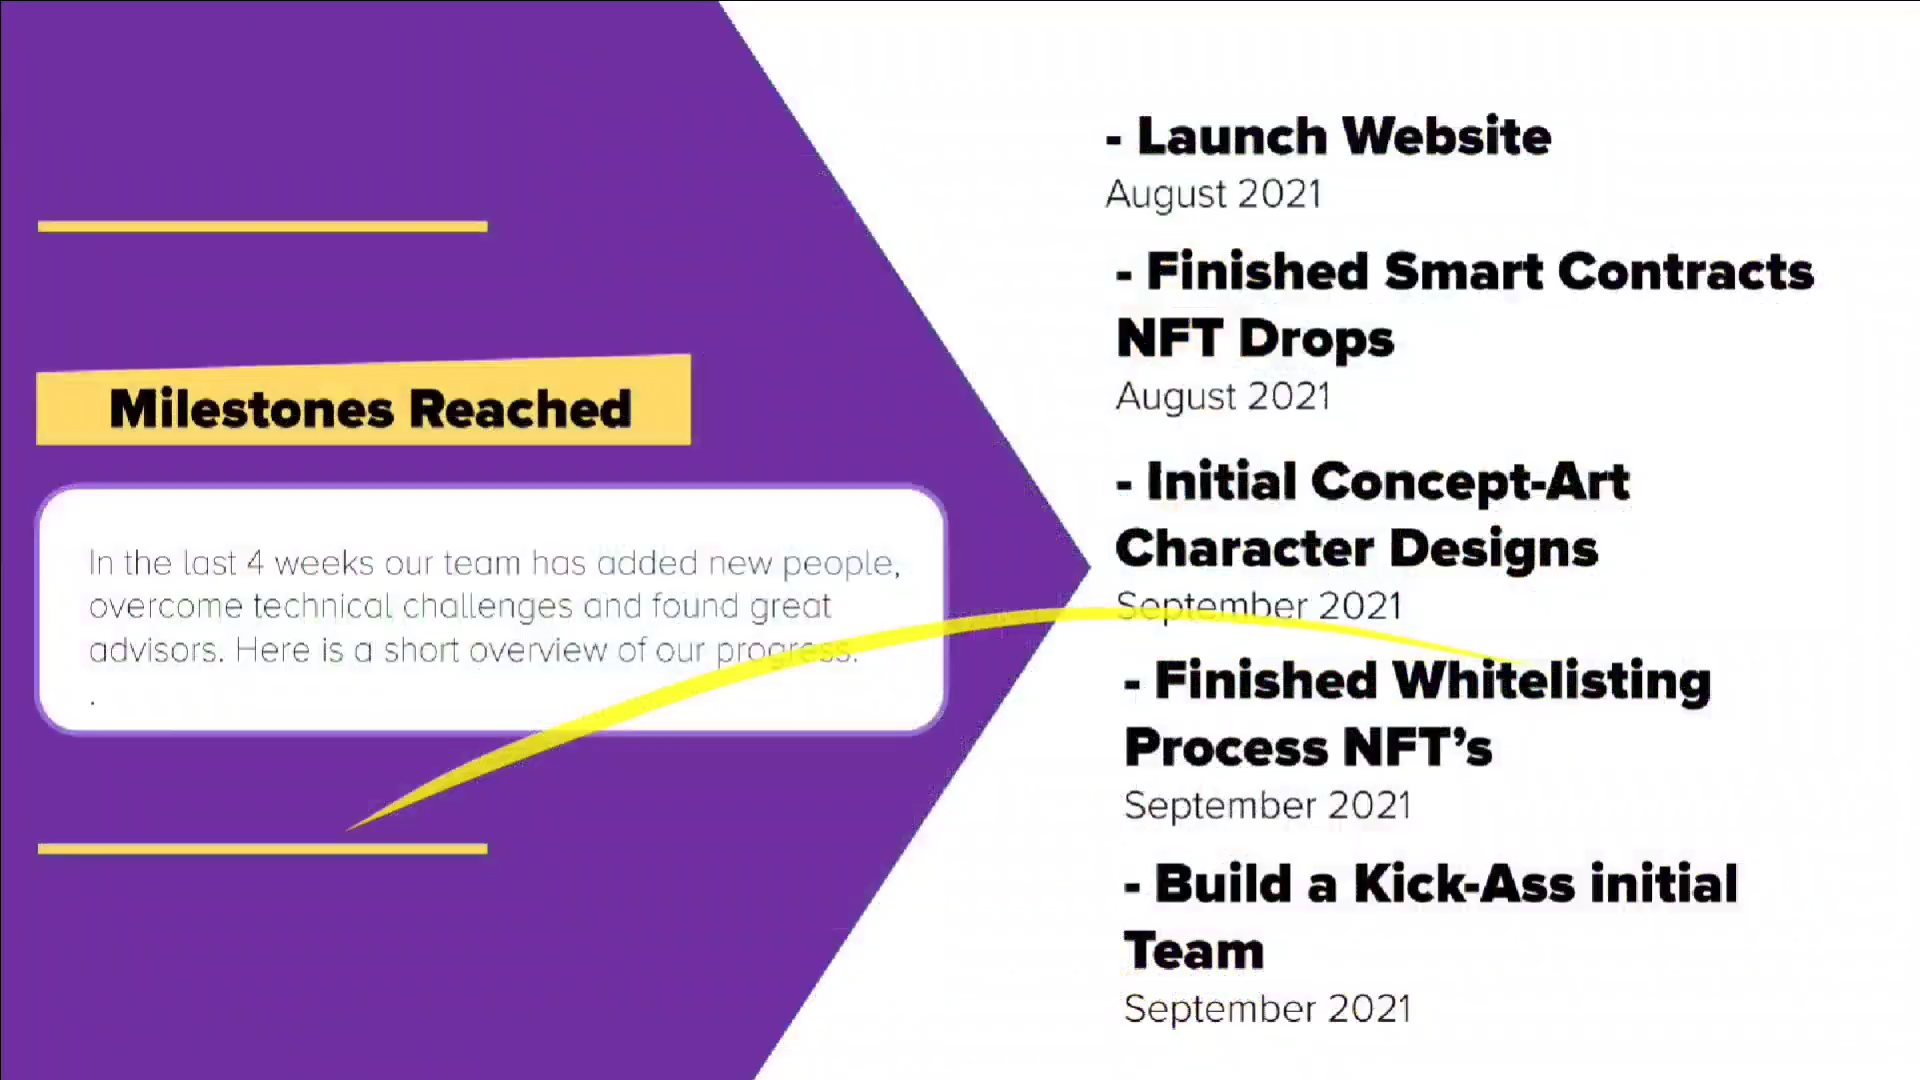 Milestones Reached
In the last 4 weeks our team has added new people,
overcome technical challenges and found great
advisors. Here is a short overview of our progress.
.
- Launch Website
August 2021
- Finished Smart Contracts
NFT Drops
August 2021
- Initial Concept-Art
Character Designs
September 2021
- Finished Whitelisting
Process NFT’s
September 2021
- Build a Kick-Ass initial
Team
September 2021